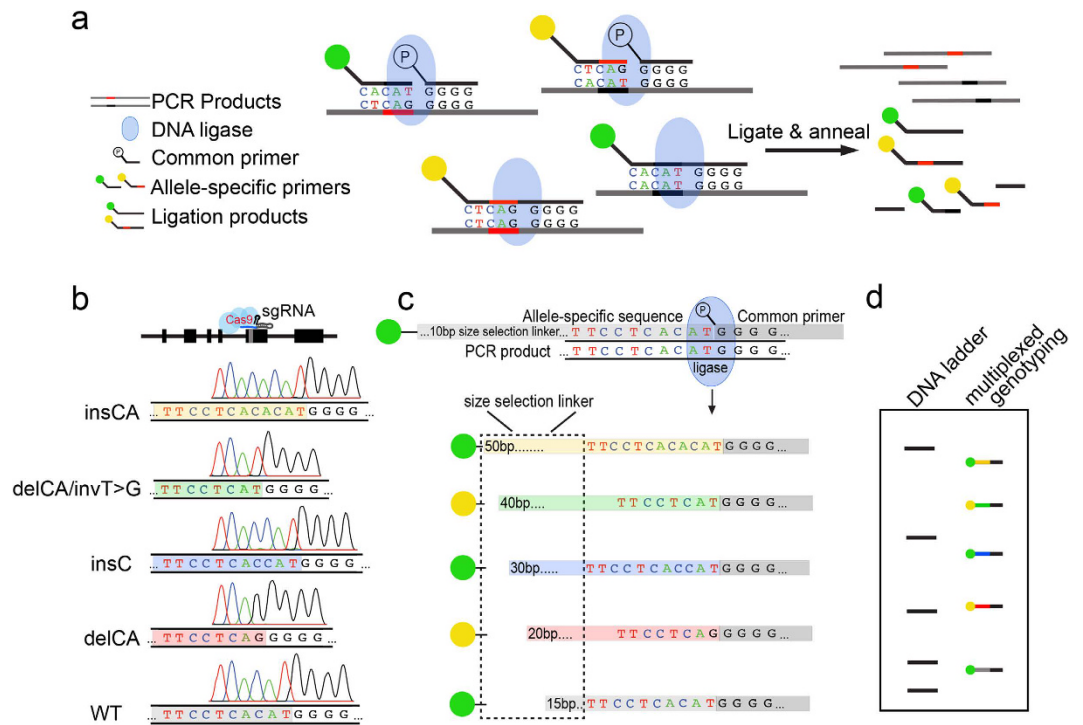 a
P
CACAT GGGG
CTCAG GGGG
P
CTCAG GGGG
CACAT GGGG
CACAT GGGG
CACAT GGGG
CTCAG GGGG
CTCAG GGGG
Ligate & anneal
PCR Products
DNA ligase
P
Common primer
Allele-specific primers
Ligation products
b
Cas9
sgRNA
insCA
... TTCCTCACACATGGGG ...
delCA/invT>G
... TTCCTCATGGGG ...
insC
... TTCCTCACCATGGGG ...
delCA
... TTCCTCAGGGGG ...
WT
... TTCCTCACATGGGG ...
c
Allele-specific sequence
P
Common primer
...10bp size selection linker... TTCCTCACATGGGG...
PCR product
TTCCTCACATGGGG...
ligase
size selection linker
50bp........ TTCCTCACACATGGGG...
40bp.... TTCCTCATGGGG...
30bp..... TTCCTCACCATGGGG...
20bp.... TTCCTCAGGGGG...
15bp.. TTCCTCACATGGGG...
d
DNA ladder
multiplexed
genotyping